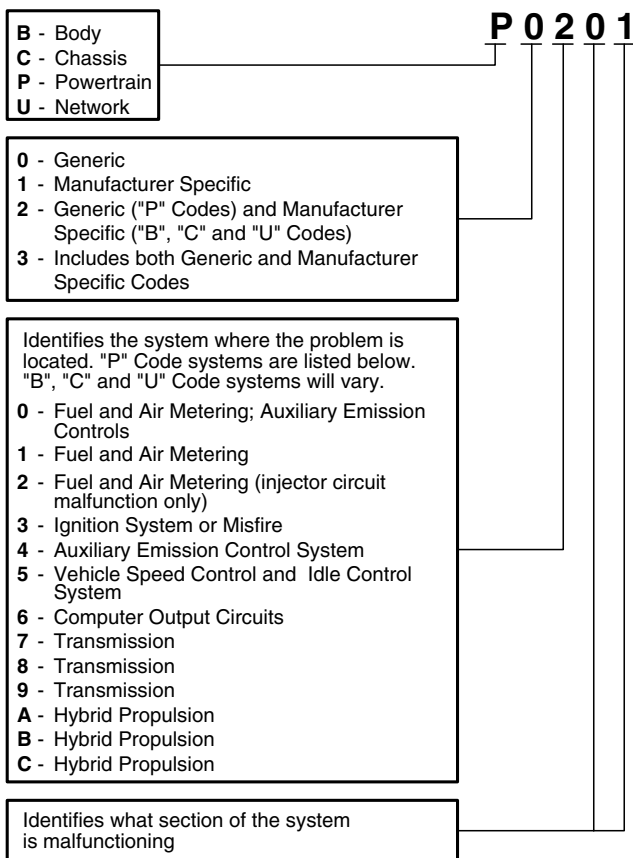 P 0 2 0 1
B - Body
C - Chassis
P - Powertrain
U - Network
0 - Generic
1 - Manufacturer Specific
2 - Generic ("P" Codes) and Manufacturer
Specific ("B", "C" and "U" Codes)
3 - Includes both Generic and Manufacturer
Specific Codes
Identifies the system where the problem is
located. "P" Code systems are listed below.
"B", "C" and "U" Code systems will vary.
0 - Fuel and Air Metering; Auxiliary Emission
Controls
1 - Fuel and Air Metering
2 - Fuel and Air Metering (injector circuit
malfunction only)
3 - Ignition System or Misfire
4 - Auxiliary Emission Control System
5 - Vehicle Speed Control and Idle Control
System
6 - Computer Output Circuits
7 - Transmission
8 - Transmission
9 - Transmission
A - Hybrid Propulsion
B - Hybrid Propulsion
C - Hybrid Propulsion
Identifies what section of the system
is malfunctioning